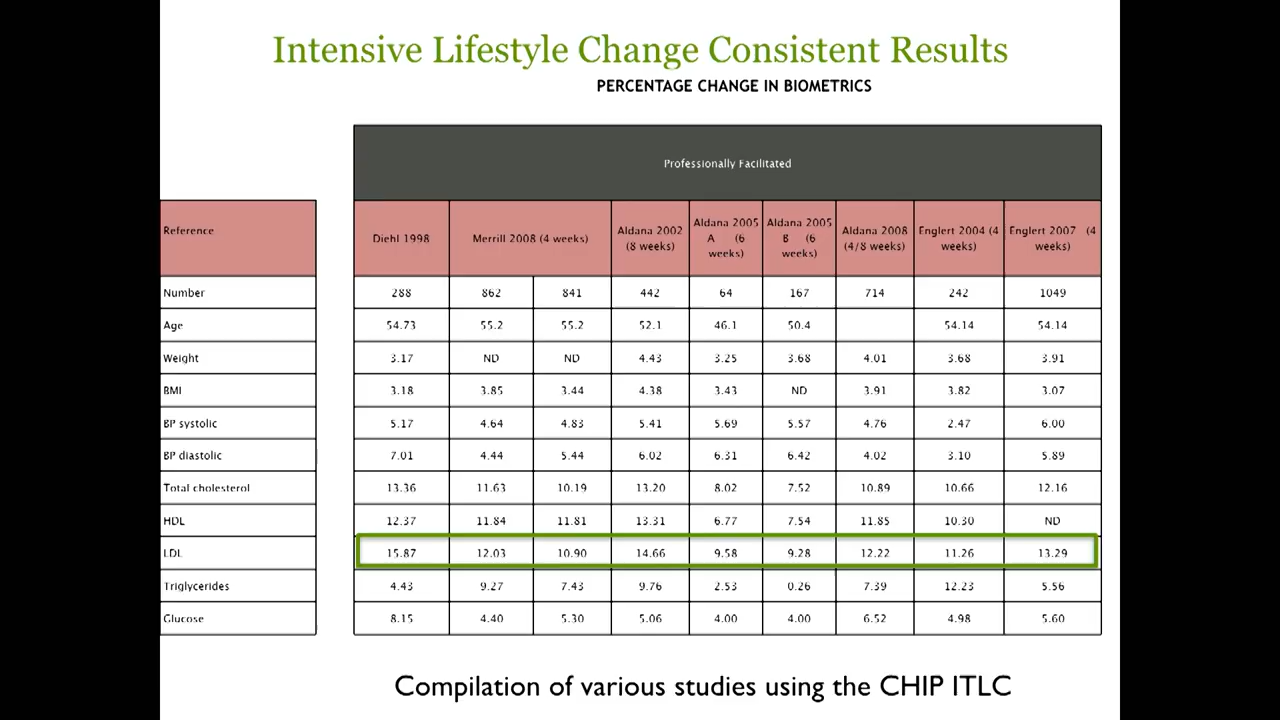 Intensive Lifestyle Change Consistent Results
PERCENTAGE CHANGE IN BIOMETRICS
Professionally Facilitated
Reference Diehl 1998 Merrill 2008 (4 weeks) Aldana 2002 (8 weeks) Aldana 2005 A (6 weeks) Aldana 2005 B (6 weeks) Aldana 2008 (4/8 weeks) Englert 2004 (4 weeks) Englert 2007 (4 weeks)
Number 288 862 841 442 64 167 714 242 1049
Age 54.73 55.2 55.2 52.1 46.1 50.4 54.14 54.14
Weight 3.17 ND ND 4.43 3.25 3.68 4.01 3.68 3.91
BMI 3.18 3.85 3.44 4.38 3.43 ND 3.91 3.82 3.07
BP systolic 5.17 4.64 4.83 5.41 5.69 5.57 4.76 2.47 6.00
BP diastolic 7.01 4.44 5.44 6.02 6.31 6.42 4.02 3.10 5.89
Total cholesterol 13.36 11.63 10.19 13.20 8.02 7.52 10.89 10.66 12.16
HDL 12.37 11.84 11.81 13.31 6.77 7.54 11.85 10.30 ND
LDL 15.87 12.03 10.90 14.66 9.58 9.28 12.22 11.26 13.29
Triglycerides 4.43 9.27 7.43 9.76 2.53 0.26 7.39 12.23 5.56
Glucose 8.15 4.40 5.30 5.06 4.00 4.00 6.52 4.98 5.60
Compilation of various studies using the CHIP ITLC